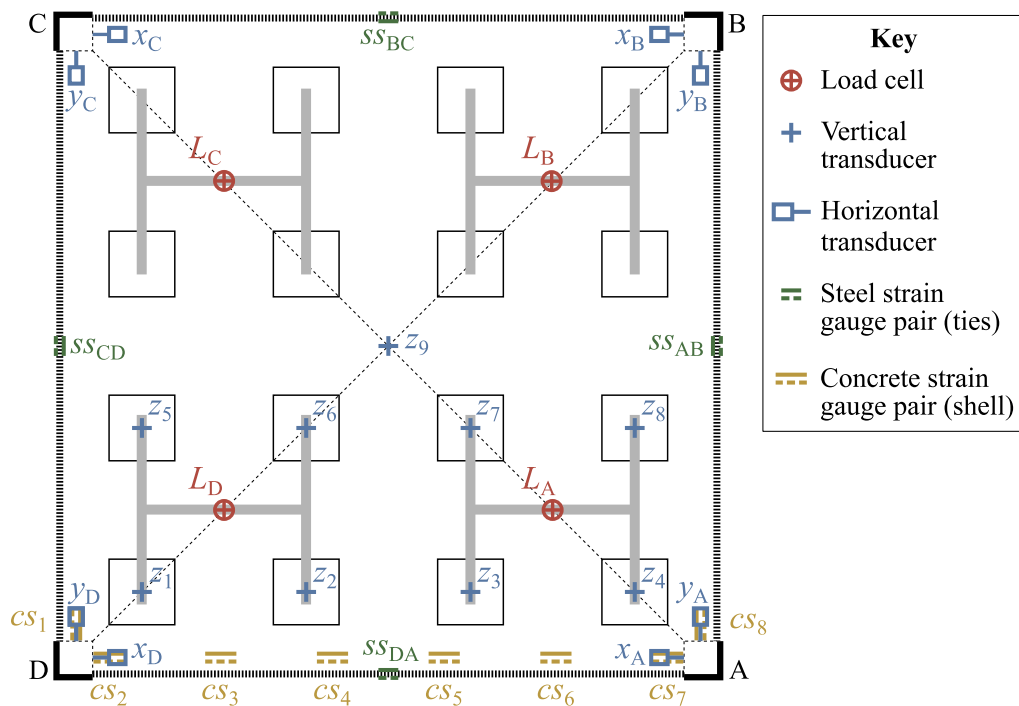 C
x_C
ss_BC
x_B
B
y_C
y_B
L_C
L_B
ss_CD
z_9
ss_AB
z_5
z_6
z_7
z_8
L_D
L_A
z_1
z_2
z_3
z_4
cs_1
y_D
y_A
cs_8
D
x_D
ss_DA
x_A
A
cs_2
cs_3
cs_4
cs_5
cs_6
cs_7
Key
Load cell
Vertical
transducer
Horizontal
transducer
Steel strain
gauge pair (ties)
Concrete strain
gauge pair (shell)